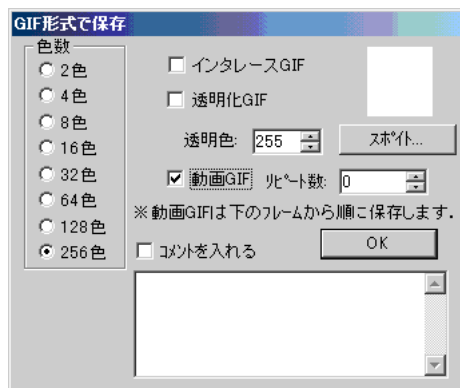 GIF形式で保存
色数
2色
4色
8色
16色
32色
64色
128色
256色
インタレースGIF
透明化GIF
透明色: 255
ｽﾎﾟｲﾄ...
動画GIF ﾘﾋﾟｰﾄ数: 0
※動画GIFは下のﾌﾚｰﾑから順に保存します.
ｺﾒﾝﾄを入れる
OK